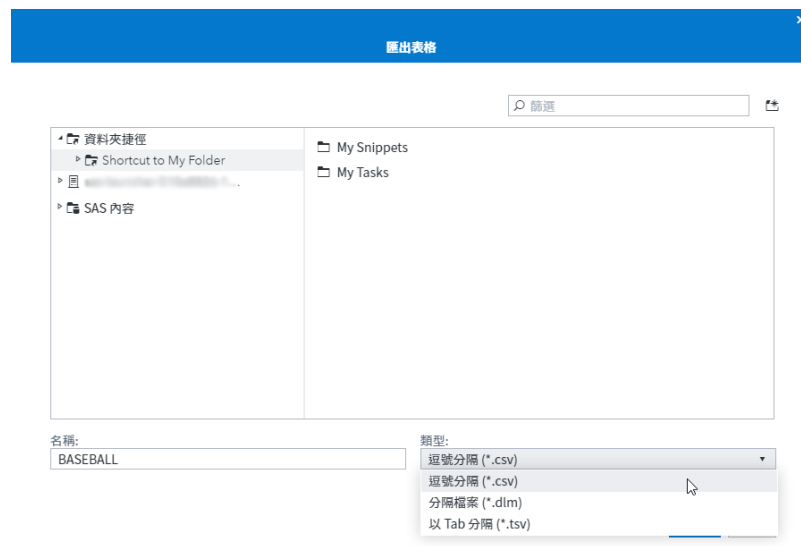 匯出表格
篩選
資料夾捷徑
Shortcut to My Folder
SAS 內容
My Snippets
My Tasks
名稱:
BASEBALL
類型:
逗號分隔 (*.csv)
逗號分隔 (*.csv)
分隔檔案 (*.dlm)
以 Tab 分隔 (*.tsv)